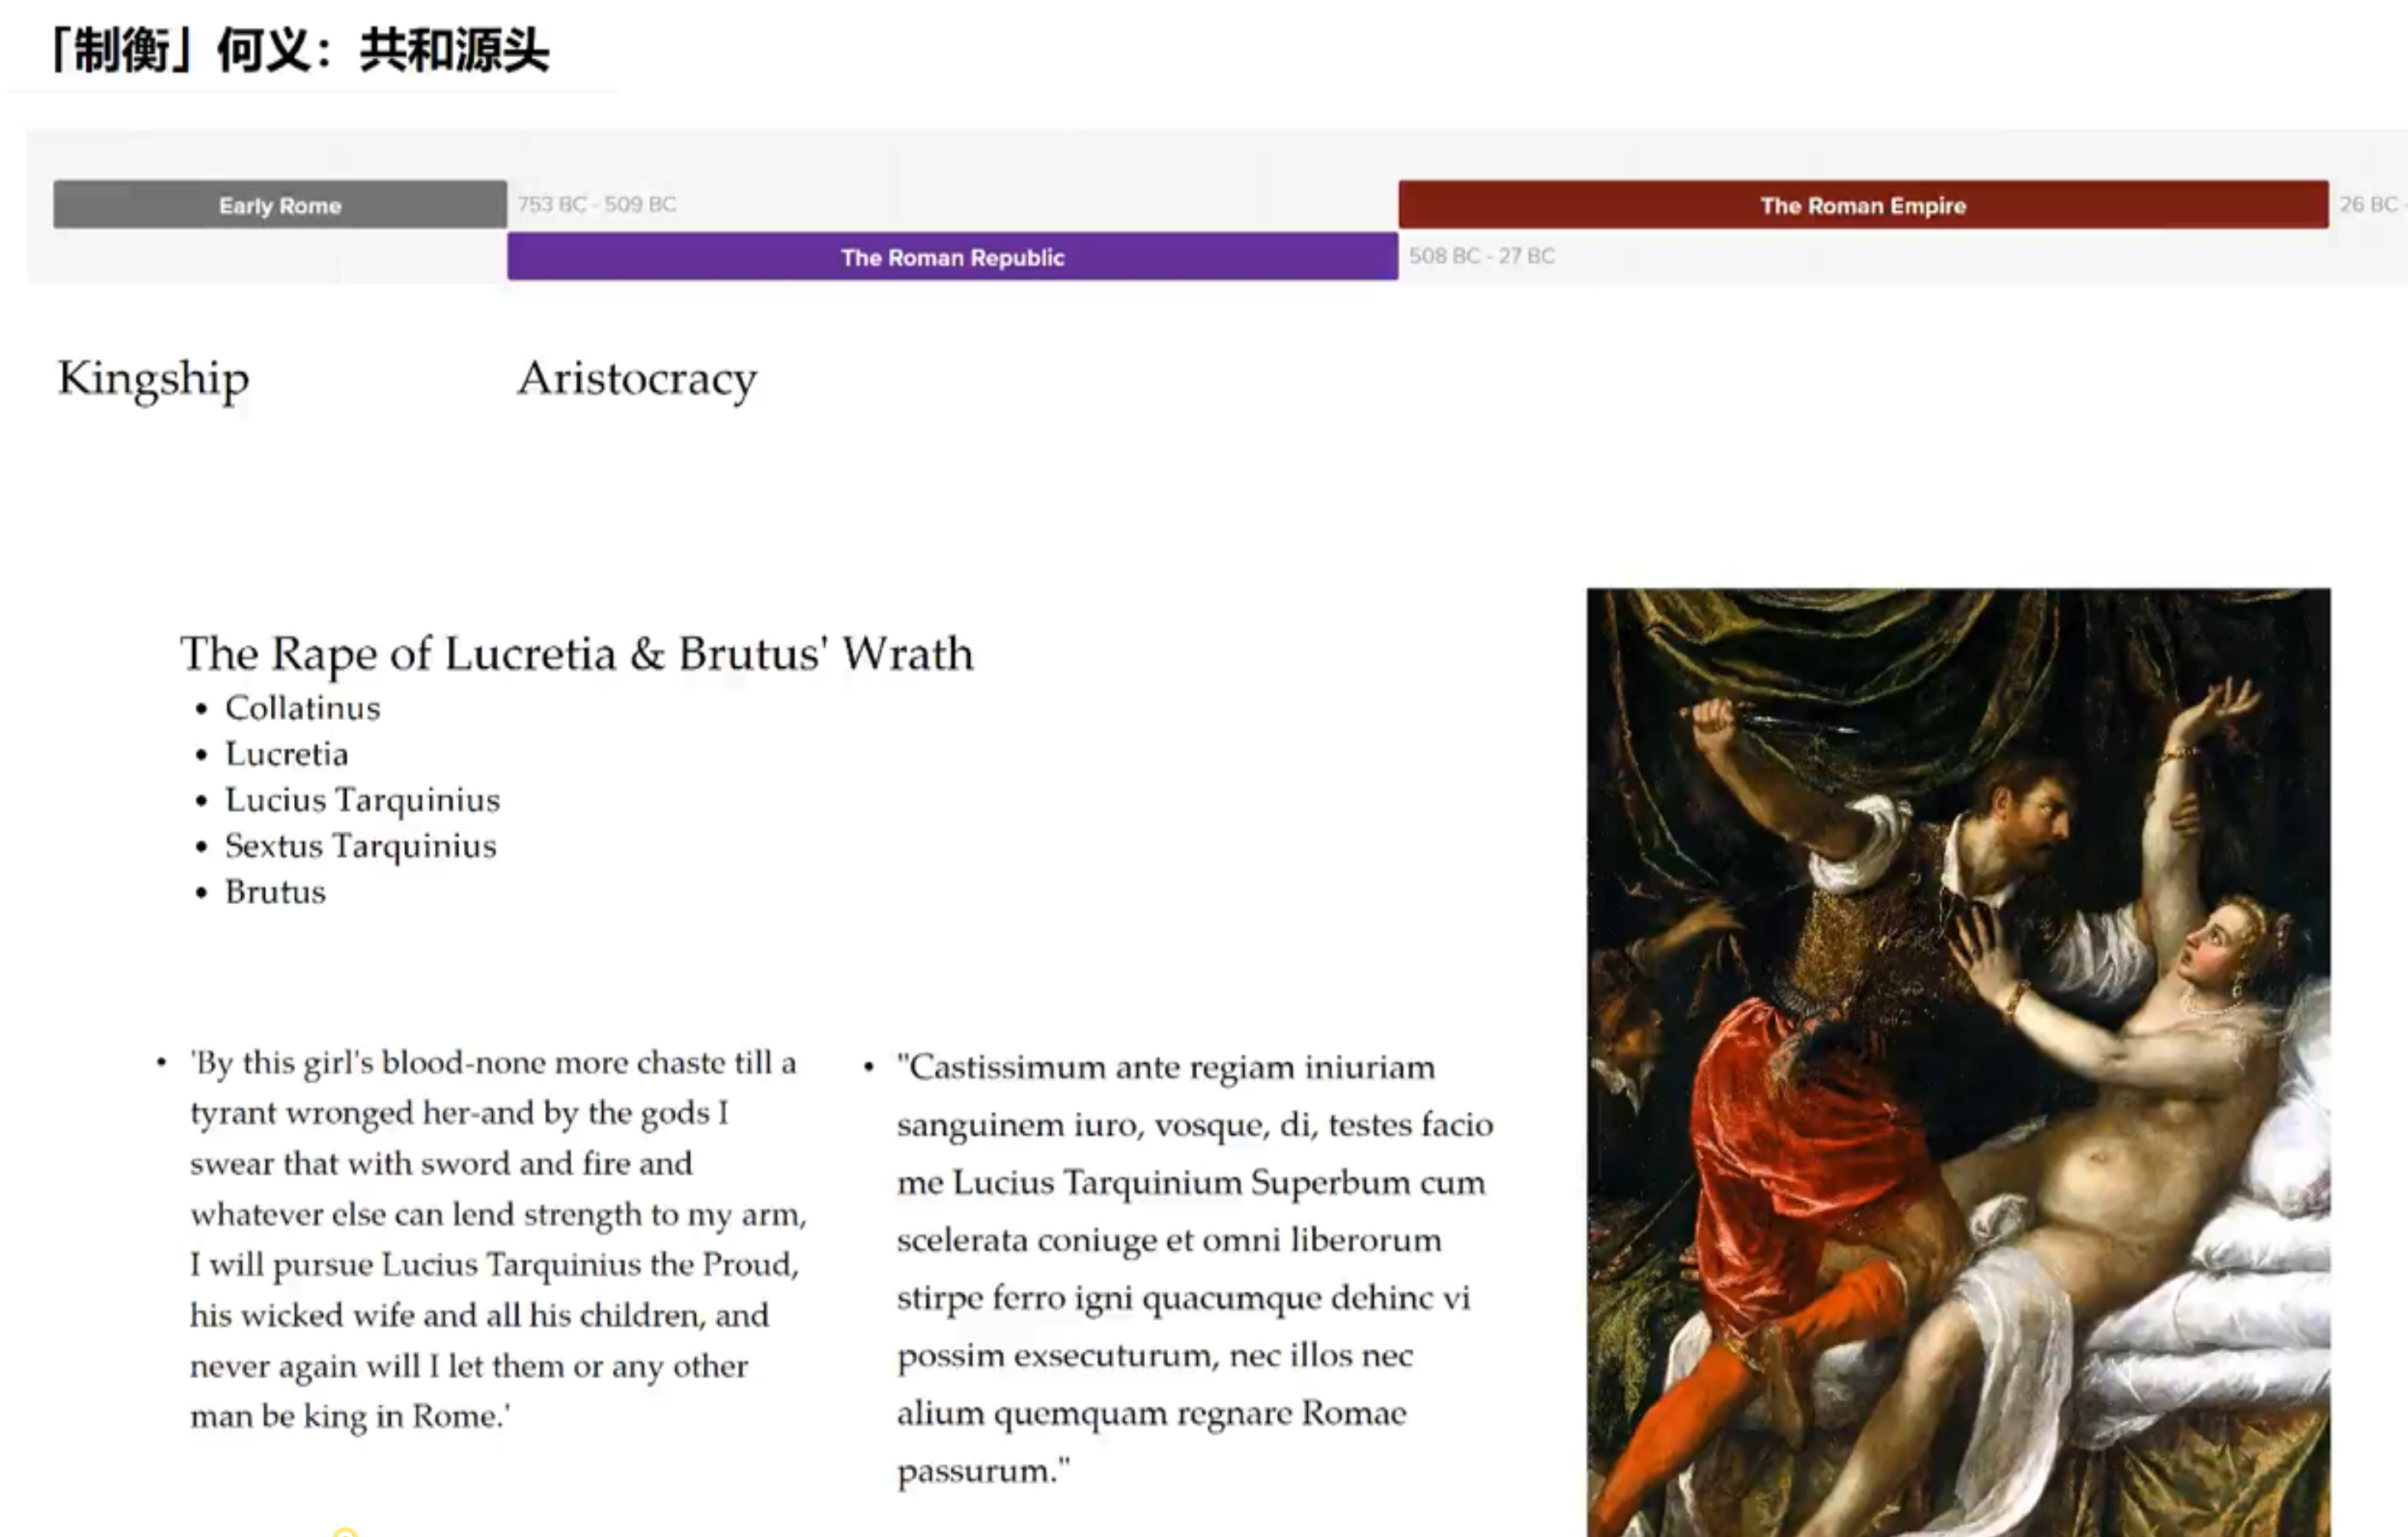 「制衡」何义：共和源头
Early Rome
753 BC - 509 BC
The Roman Empire
26 BC -
The Roman Republic
508 BC - 27 BC
Kingship
Aristocracy
The Rape of Lucretia & Brutus' Wrath
• Collatinus
• Lucretia
• Lucius Tarquinius
• Sextus Tarquinius
• Brutus
• 'By this girl's blood-none more chaste till a
tyrant wronged her-and by the gods I
swear that with sword and fire and
whatever else can lend strength to my arm,
I will pursue Lucius Tarquinius the Proud,
his wicked wife and all his children, and
never again will I let them or any other
man be king in Rome.'
• "Castissimum ante regiam iniuriam
sanguinem iuro, vosque, di, testes facio
me Lucius Tarquinium Superbum cum
scelerata coniuge et omni liberorum
stirpe ferro igni quacumque dehinc vi
possim exsecuturum, nec illos nec
alium quemquam regnare Romae
passurum."